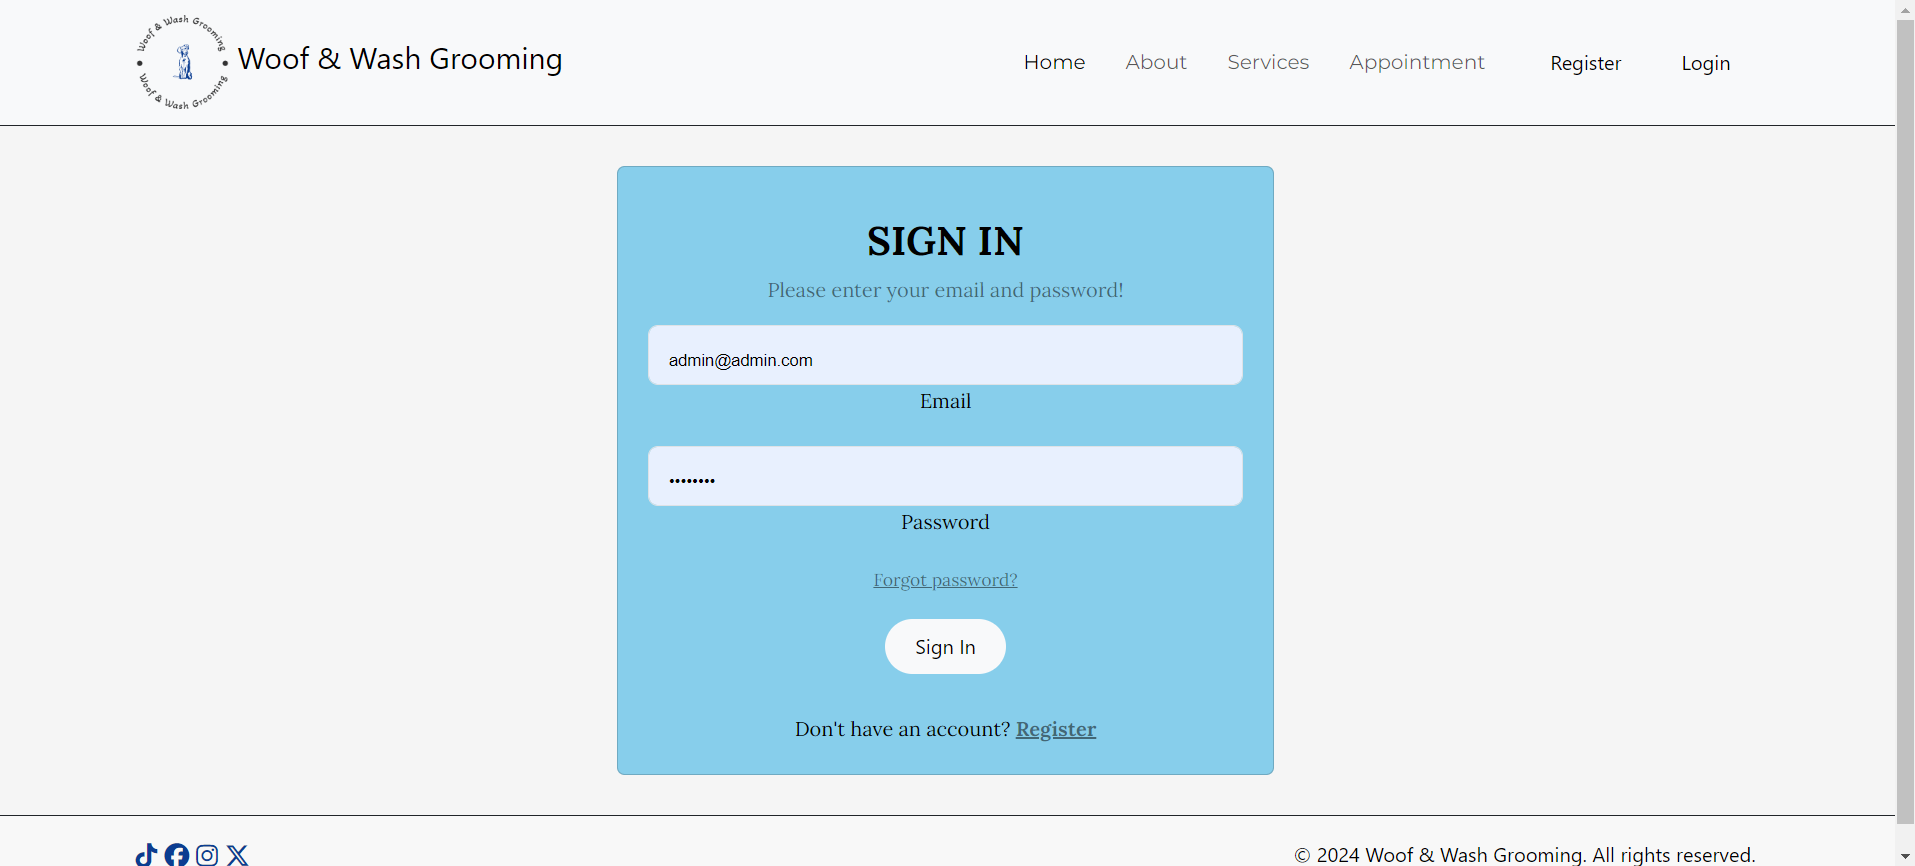 Woof & Wash Grooming
Woof & Wash Grooming
Woof & Wash Grooming
Home About Services Appointment Register Login
SIGN IN
Please enter your email and password!
admin@admin.com
Email
••••••••
Password
Forgot password?
Sign In
Don't have an account? Register
© 2024 Woof & Wash Grooming. All rights reserved.